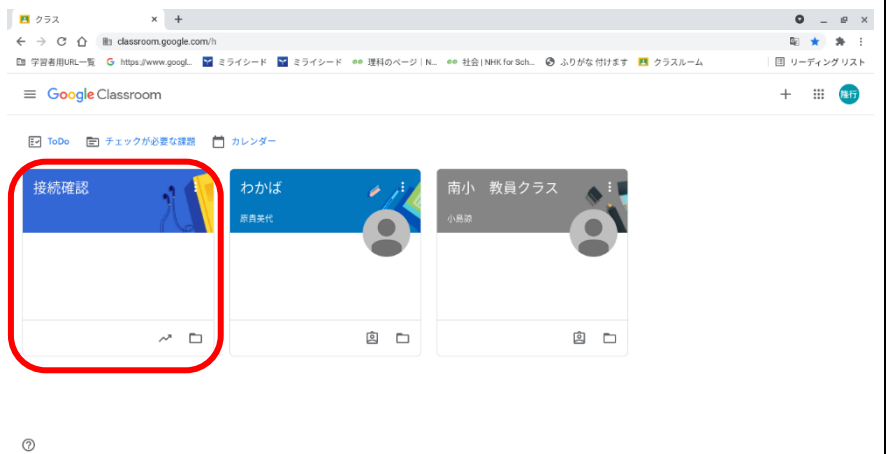 クラス
classroom.google.com/h
学習者用URL一覧 https://www.googl... ミライシード ミライシード 理科のページ | N... 社会 | NHK for Sch... ふりがな 付けます クラスルーム リーディング リスト
Google Classroom
隆行
ToDo チェックが必要な課題 カレンダー
接続確認 わかば 南小 教員クラス
原貴美代 小島諒